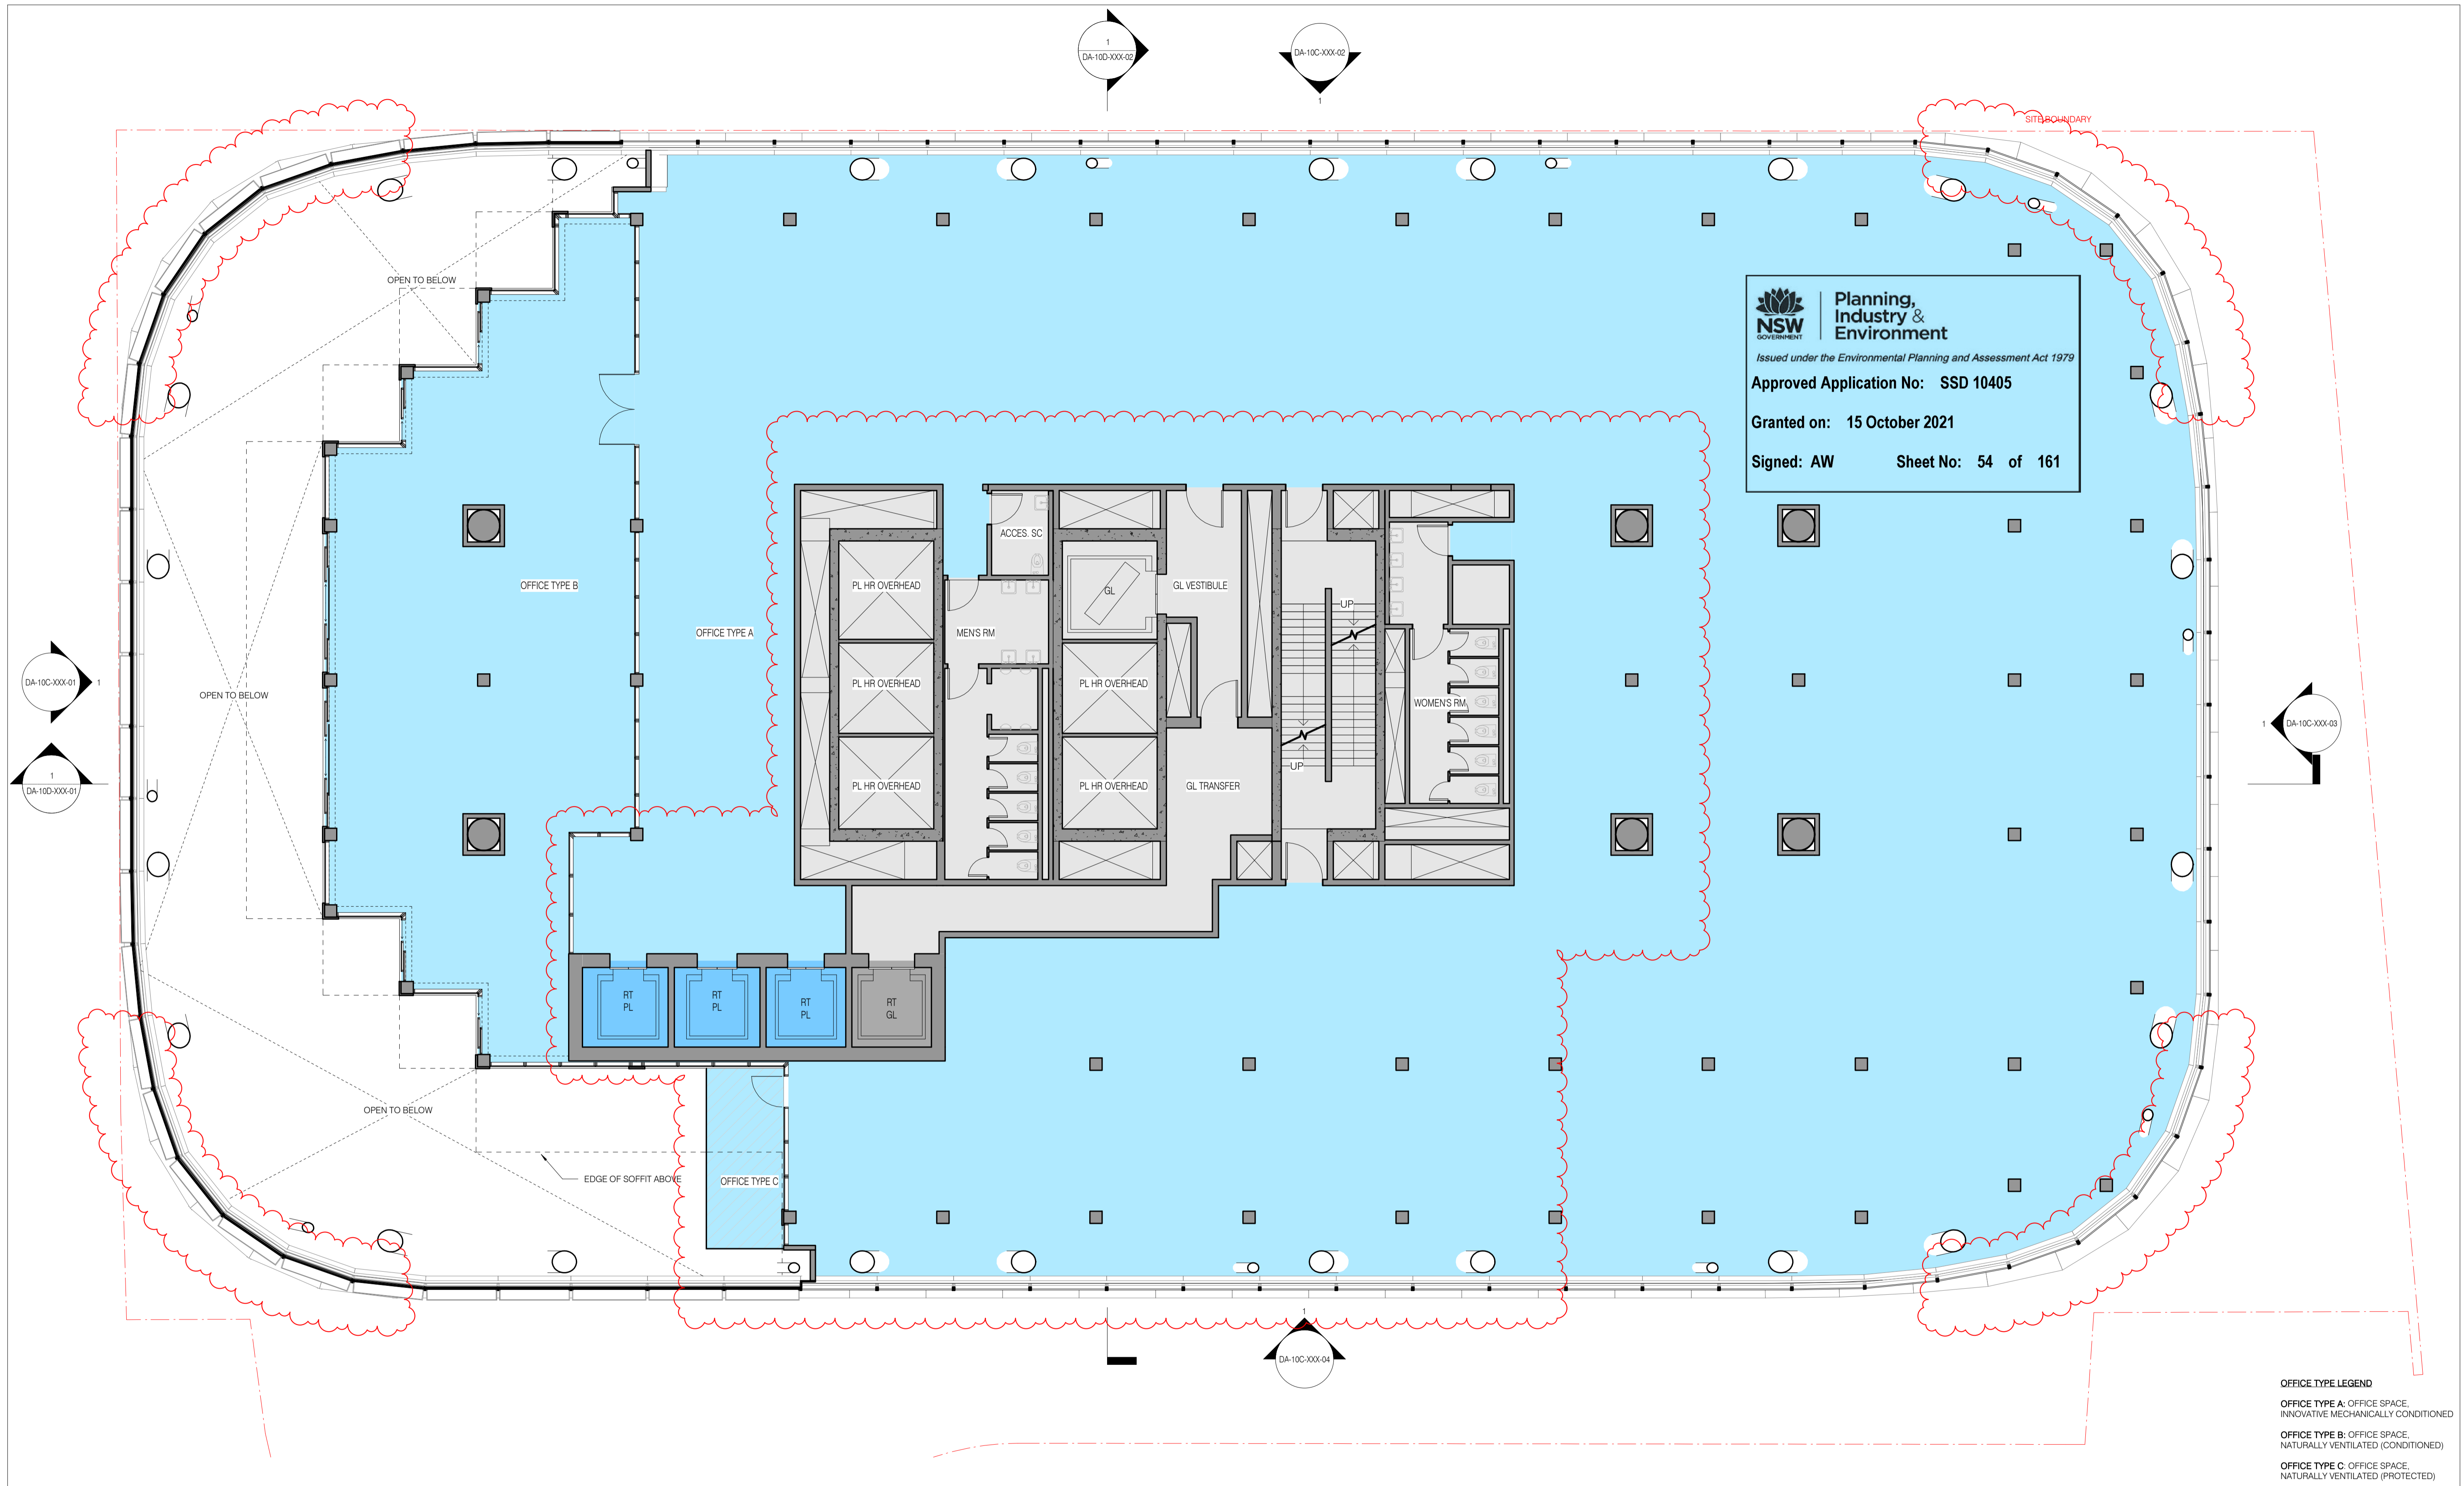 1
DA-10D-XXX-02
DA-10C-XXX-02
1
SITE BOUNDARY
OPEN TO BELOW
NSW
GOVERNMENT
Planning,
Industry &
Environment
Issued under the Environmental Planning and Assessment Act 1979
Approved Application No: SSD 10405
Granted on: 15 October 2021
Signed: AW Sheet No: 54 of 161
ACCES. SC
OFFICE TYPE B
PL HR OVERHEAD
GL
GL VESTIBULE
UP
OFFICE TYPE A
MEN'S RM
DA-10C-XXX-01
1
OPEN TO BELOW
PL HR OVERHEAD
PL HR OVERHEAD
WOMEN'S RM
1
DA-10C-XXX-03
UP
1
DA-10D-XXX-01
PL HR OVERHEAD
PL HR OVERHEAD
GL TRANSFER
RT
PL
RT
PL
RT
PL
RT
GL
OPEN TO BELOW
EDGE OF SOFFIT ABOVE
OFFICE TYPE C
1
DA-10C-XXX-04
OFFICE TYPE LEGEND
OFFICE TYPE A: OFFICE SPACE,
INNOVATIVE MECHANICALLY CONDITIONED
OFFICE TYPE B: OFFICE SPACE,
NATURALLY VENTILATED (CONDITIONED)
OFFICE TYPE C: OFFICE SPACE,
NATURALLY VENTILATED (PROTECTED)